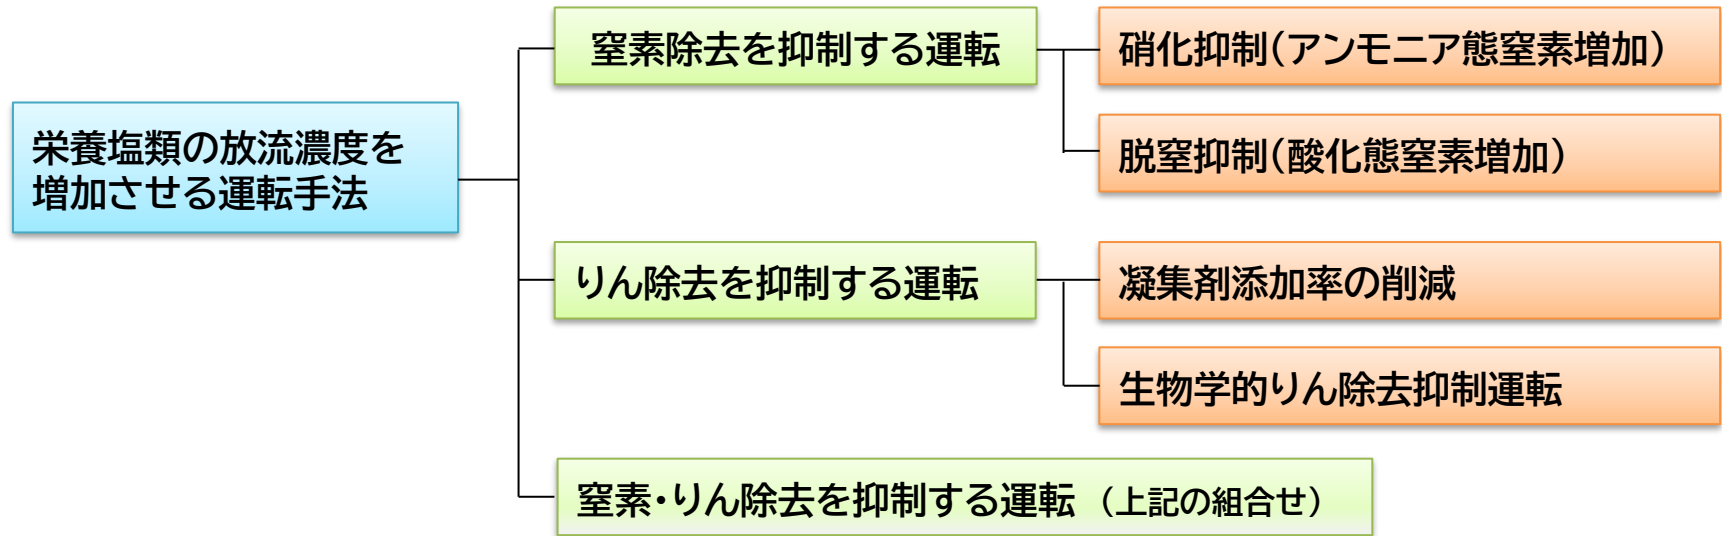 窒素除去を抑制する運転
硝化抑制（アンモニア態窒素増加）
脱窒抑制（酸化態窒素増加）
栄養塩類の放流濃度を
増加させる運転手法
りん除去を抑制する運転
凝集剤添加率の削減
生物学的りん除去抑制運転
窒素・りん除去を抑制する運転（上記の組合せ）